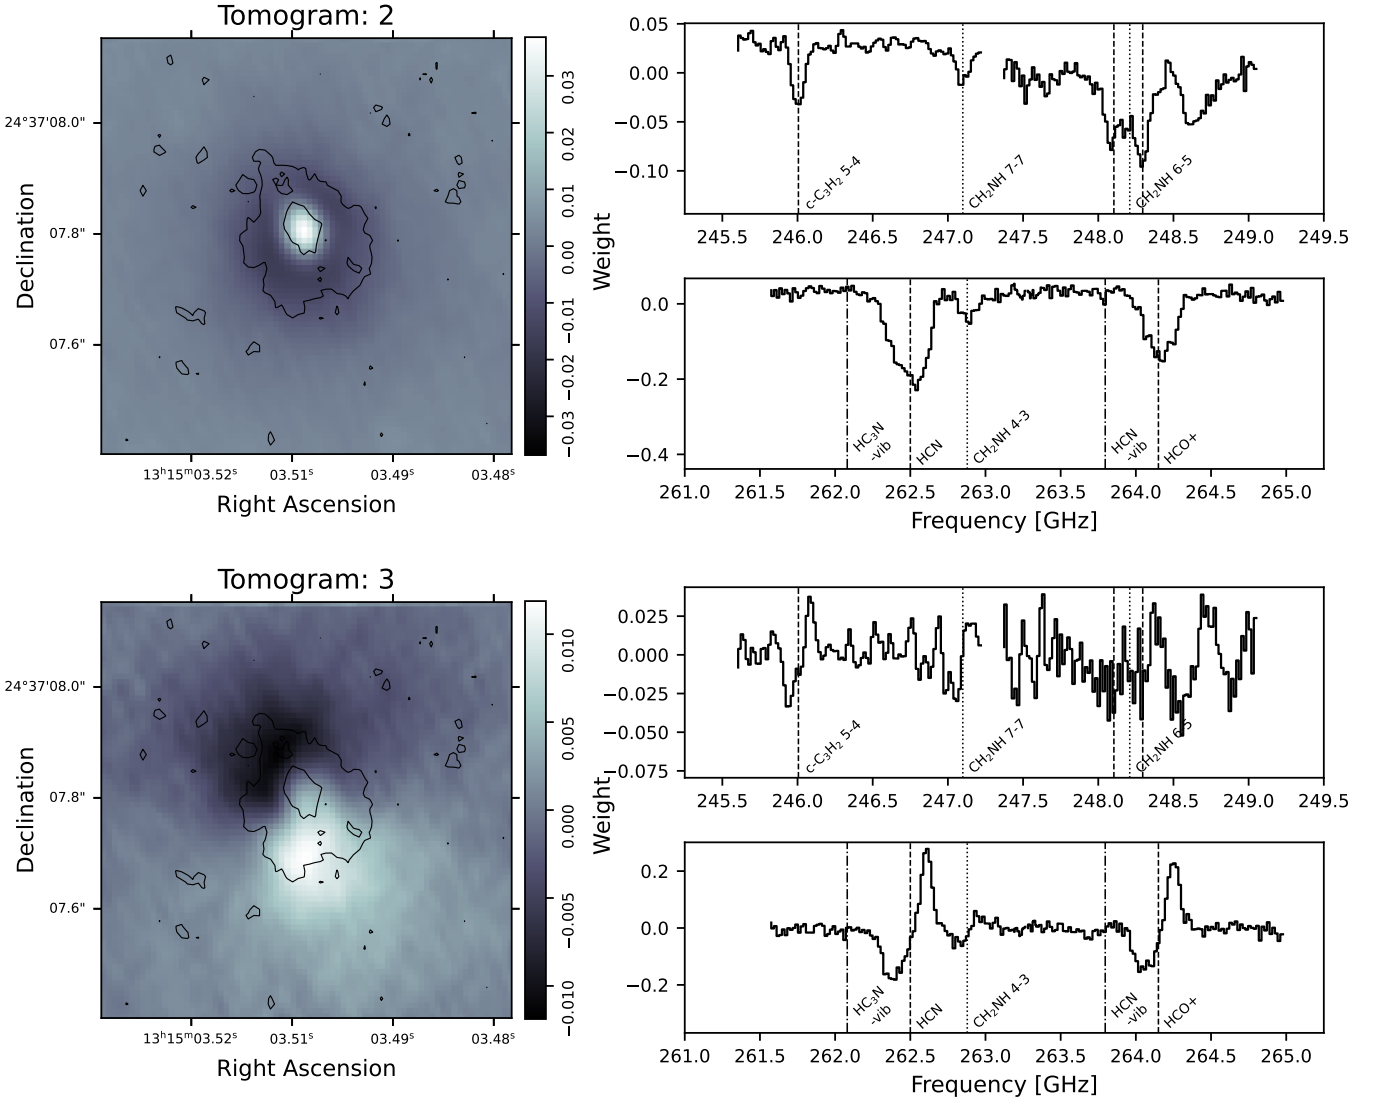 Tomogram: 2
24°37'08.0"
07.8"
07.6"
Declination
13ʰ15ᵐ03.52ˢ 03.51ˢ 03.49ˢ 03.48ˢ
Right Ascension
0.03
0.02
0.01
0.00
−0.01
−0.02
−0.03
0.05
0.00
−0.05
−0.10
c-C₃H₂ 5-4
CH₂NH 7-7
CH₂NH 6-5
245.5 246.0 246.5 247.0 247.5 248.0 248.5 249.0 249.5
Weight
0.0
−0.2
−0.4
HC₃N
-vib
HCN
CH₂NH 4-3
HCN
-vib
HCO+
261.0 261.5 262.0 262.5 263.0 263.5 264.0 264.5 265.0
Frequency [GHz]
Tomogram: 3
24°37'08.0"
07.8"
07.6"
Declination
13ʰ15ᵐ03.52ˢ 03.51ˢ 03.49ˢ 03.48ˢ
Right Ascension
0.010
0.005
0.000
−0.005
−0.010
0.025
0.000
−0.025
−0.050
−0.075
c-C₃H₂ 5-4
CH₂NH 7-7
CH₂NH 6-5
245.5 246.0 246.5 247.0 247.5 248.0 248.5 249.0 249.5
Weight
0.2
0.0
−0.2
HC₃N
-vib
HCN
CH₂NH 4-3
HCN
-vib
HCO+
261.0 261.5 262.0 262.5 263.0 263.5 264.0 264.5 265.0
Frequency [GHz]